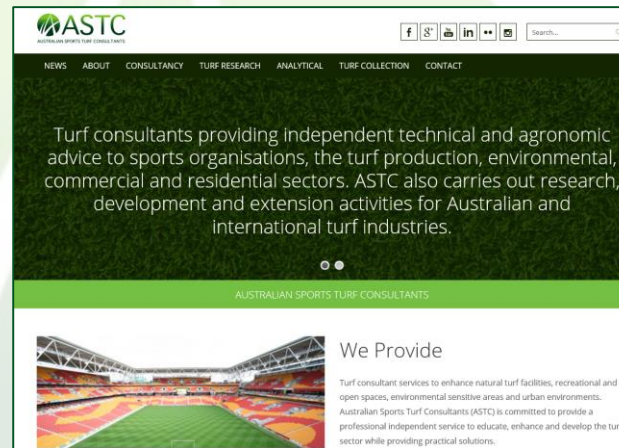 ASTC
AUSTRALIAN SPORTS TURF CONSULTANTS
f g+ in
Search...
NEWS ABOUT CONSULTANCY TURF RESEARCH ANALYTICAL TURF COLLECTION CONTACT
Turf consultants providing independent technical and agronomic
advice to sports organisations, the turf production, environmental,
commercial and residential sectors. ASTC also carries out research,
development and extension activities for Australian and
international turf industries.
AUSTRALIAN SPORTS TURF CONSULTANTS
We Provide
Turf consultant services to enhance natural turf facilities, recreational and
open spaces, environmental sensitive areas and urban environments.
Australian Sports Turf Consultants (ASTC) is committed to provide a
professional independent service to educate, enhance and develop the tur
sector while providing practical solutions.